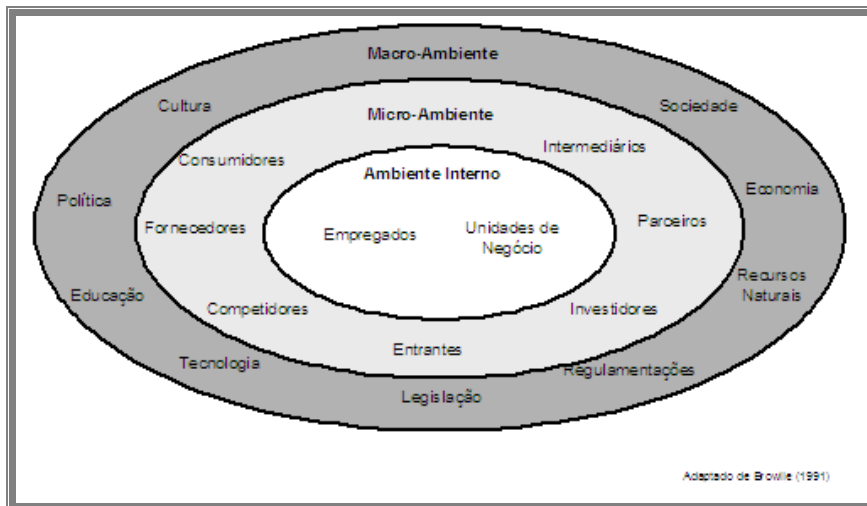 Macro-Ambiente
Cultura
Sociedade
Micro-Ambiente
Consumidores
Intermediários
Ambiente Interno
Política
Economia
Fornecedores
Empregados
Unidades de
Negócio
Parceiros
Educação
Recursos
Naturais
Competidores
Investidores
Entrantes
Tecnologia
Regulamentações
Legislação
Adaptado de Browlie (1991)